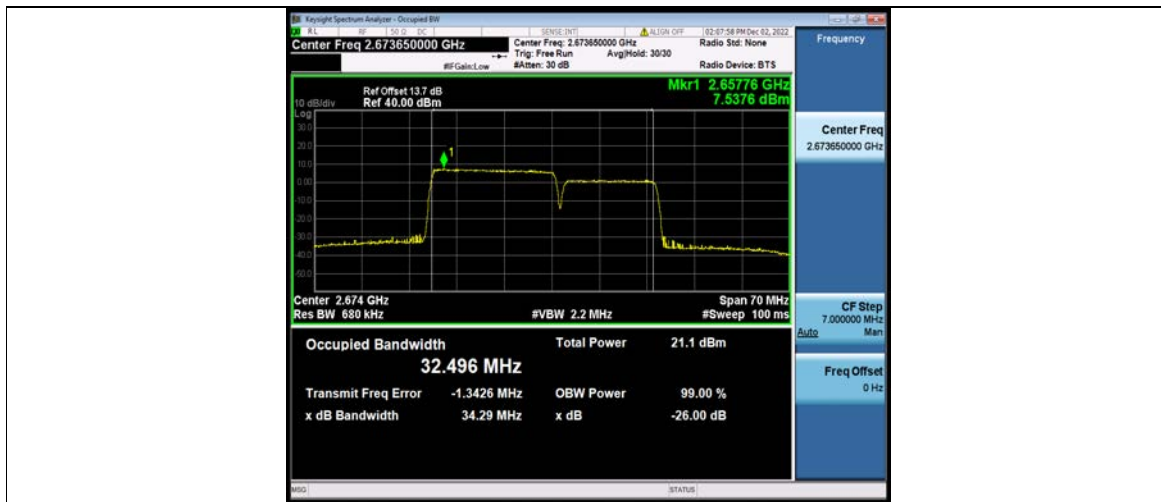 Keysight Spectrum Analyzer - Occupied BW
RL RF 50 Ω DC SENSE:INT ALIGN OFF 02:07:58 PM Dec 02, 2022
Center Freq 2.673650000 GHz Center Freq: 2.673650000 GHz Radio Std: None
Trig: Free Run Avg|Hold: 30/30
#IFGain:Low #Atten: 30 dB Radio Device: BTS
Frequency
Mkr1 2.65776 GHz
7.5376 dBm
Ref Offset 13.7 dB
10 dB/div Ref 40.00 dBm
Log
30.0
20.0
10.0
0.00
-10.0
-20.0
-30.0
-40.0
-50.0
1
Center 2.674 GHz Span 70 MHz
Res BW 680 kHz #VBW 2.2 MHz #Sweep 100 ms
Occupied Bandwidth Total Power 21.1 dBm
32.496 MHz
Transmit Freq Error -1.3426 MHz OBW Power 99.00 %
x dB Bandwidth 34.29 MHz x dB -26.00 dB
Center Freq
2.673650000 GHz
CF Step
7.000000 MHz
Auto Man
Freq Offset
0 Hz
MSG STATUS